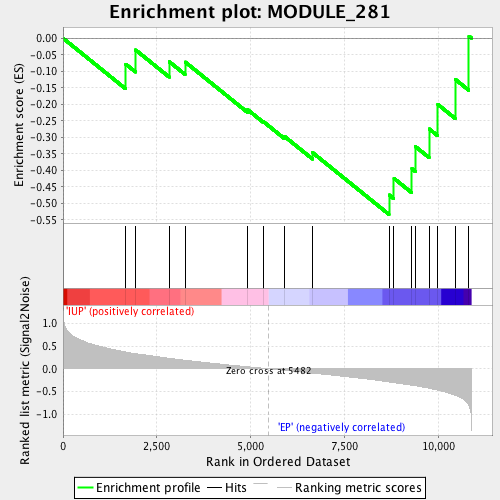 Enrichment plot: MODULE_281
Enrichment score (ES)
0.00
-0.05
-0.10
-0.15
-0.20
-0.25
-0.30
-0.35
-0.40
-0.45
-0.50
-0.55
'IUP' (positively correlated)
Ranked list metric (Signal2Noise)
1.0
0.5
0.0
-0.5
-1.0
Zero cross at 5482
'EP' (negatively correlated)
0 2,500 5,000 7,500 10,000
Rank in Ordered Dataset
Enrichment profile Hits Ranking metric scores